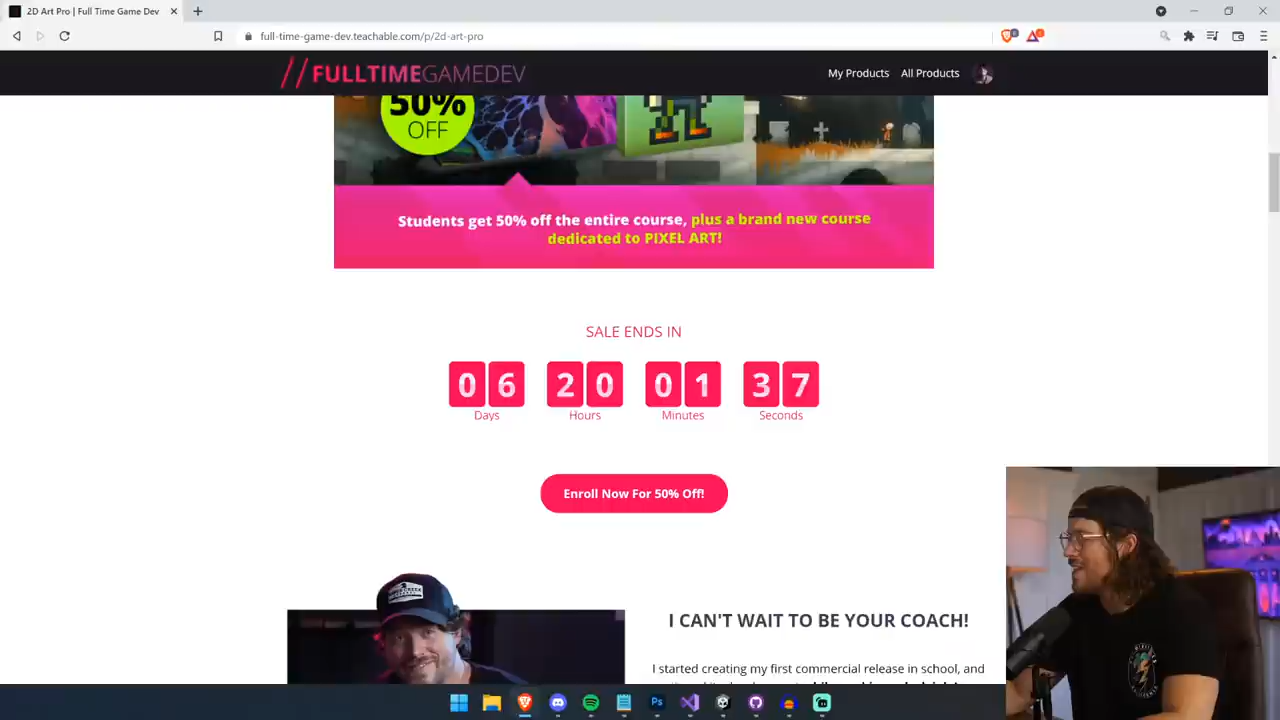 2D Art Pro | Full Time Game Dev
full-time-game-dev.teachable.com/p/2d-art-pro
//FULLTIMEGAMEDEV
My Products
All Products
50%
OFF
Students get 50% off the entire course, plus a brand new course
dedicated to PIXEL ART!
SALE ENDS IN
06 20 01 37
Days Hours Minutes Seconds
Enroll Now For 50% Off!
I CAN'T WAIT TO BE YOUR COACH!
I started creating my first commercial release in school, and